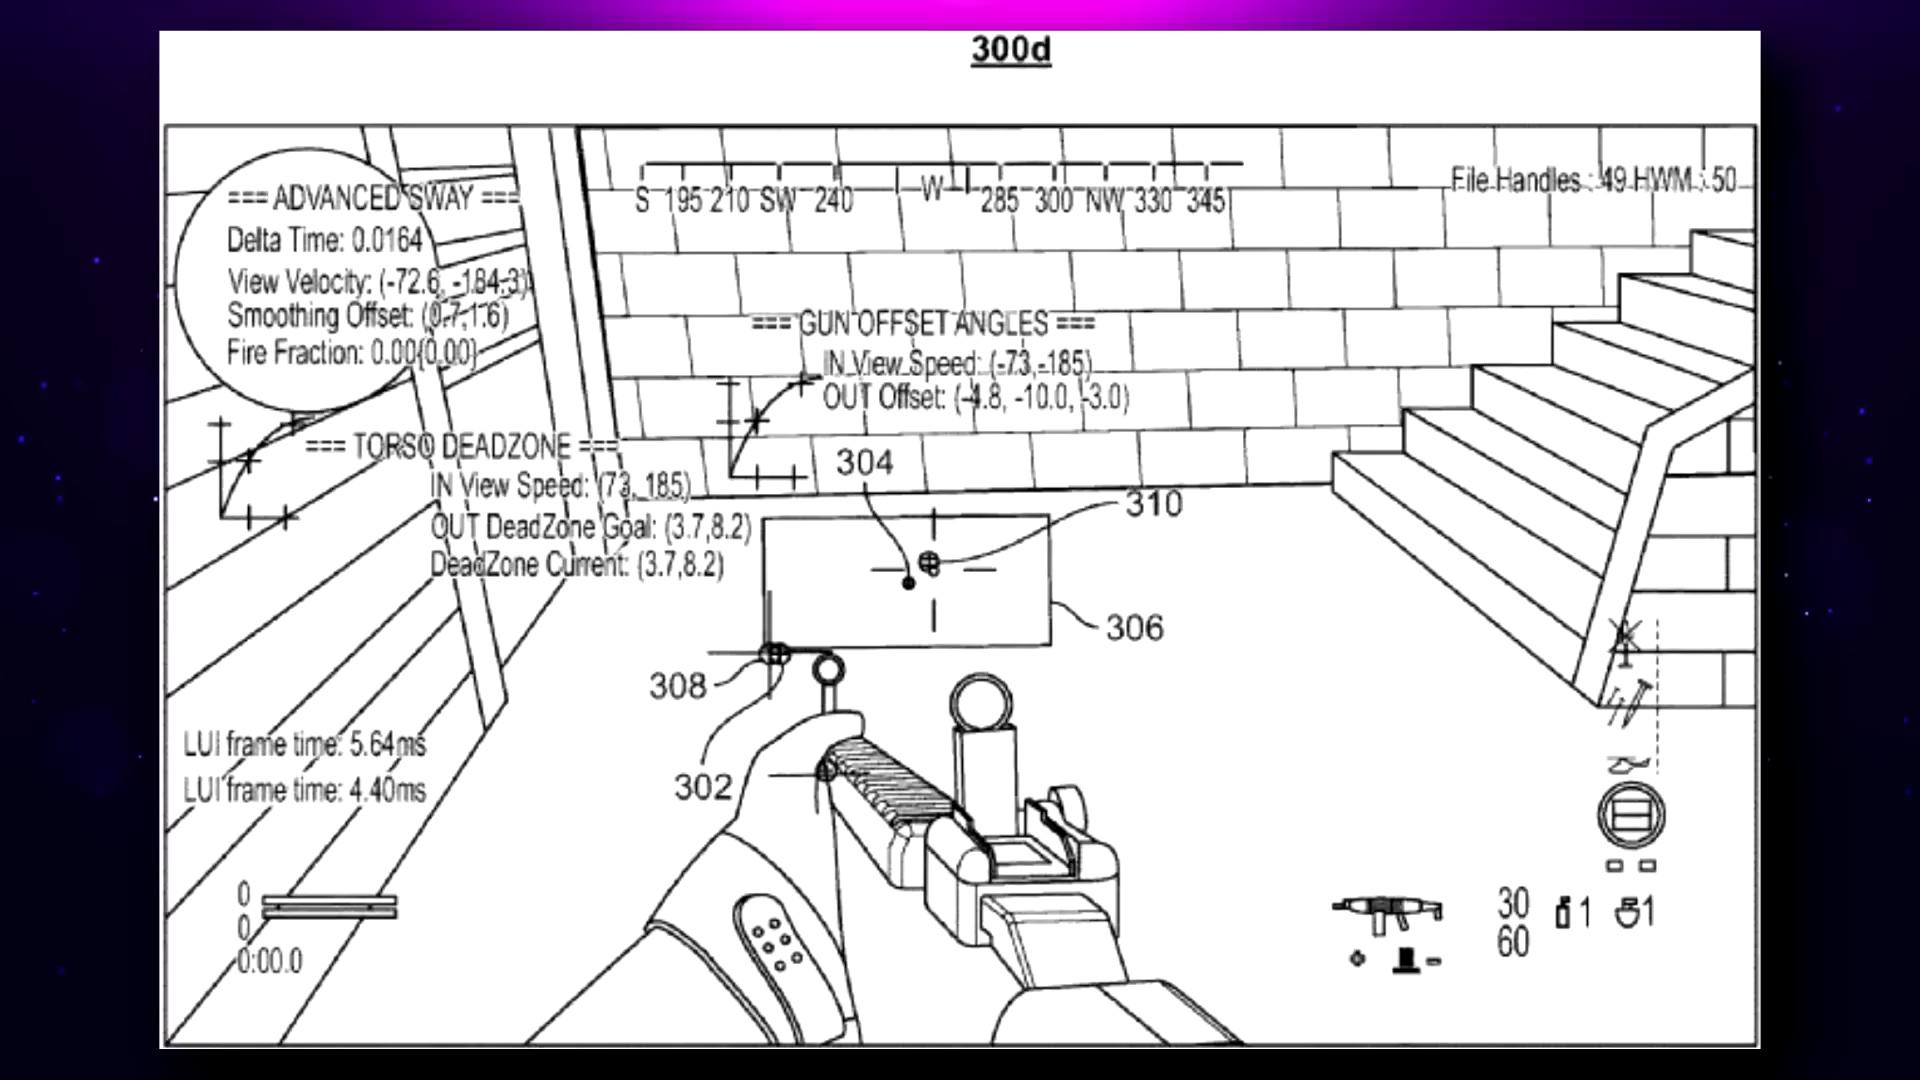 300d
=== ADVANCED SWAY ===
Delta Time: 0.0164
View Velocity: (-72.6, -184.3)
Smoothing Offset: (0.7,1.6)
Fire Fraction: 0.00{0.00}
S 195 210 SW 240 W 285 300 NW 330 345
File Handles : 49 HWM : 50
=== GUN OFFSET ANGLES ===
IN View Speed: (-73,-185)
OUT Offset: (-4.8, -10.0, -3.0)
=== TORSO DEADZONE ===
IN View Speed: (73, 185)
OUT DeadZone Goal: (3.7,8.2)
DeadZone Current: (3.7,8.2)
304
310
306
308
302
LUI frame time: 5.64ms
LUI frame time: 4.40ms
0
0
0:00.0
30
60
1
1